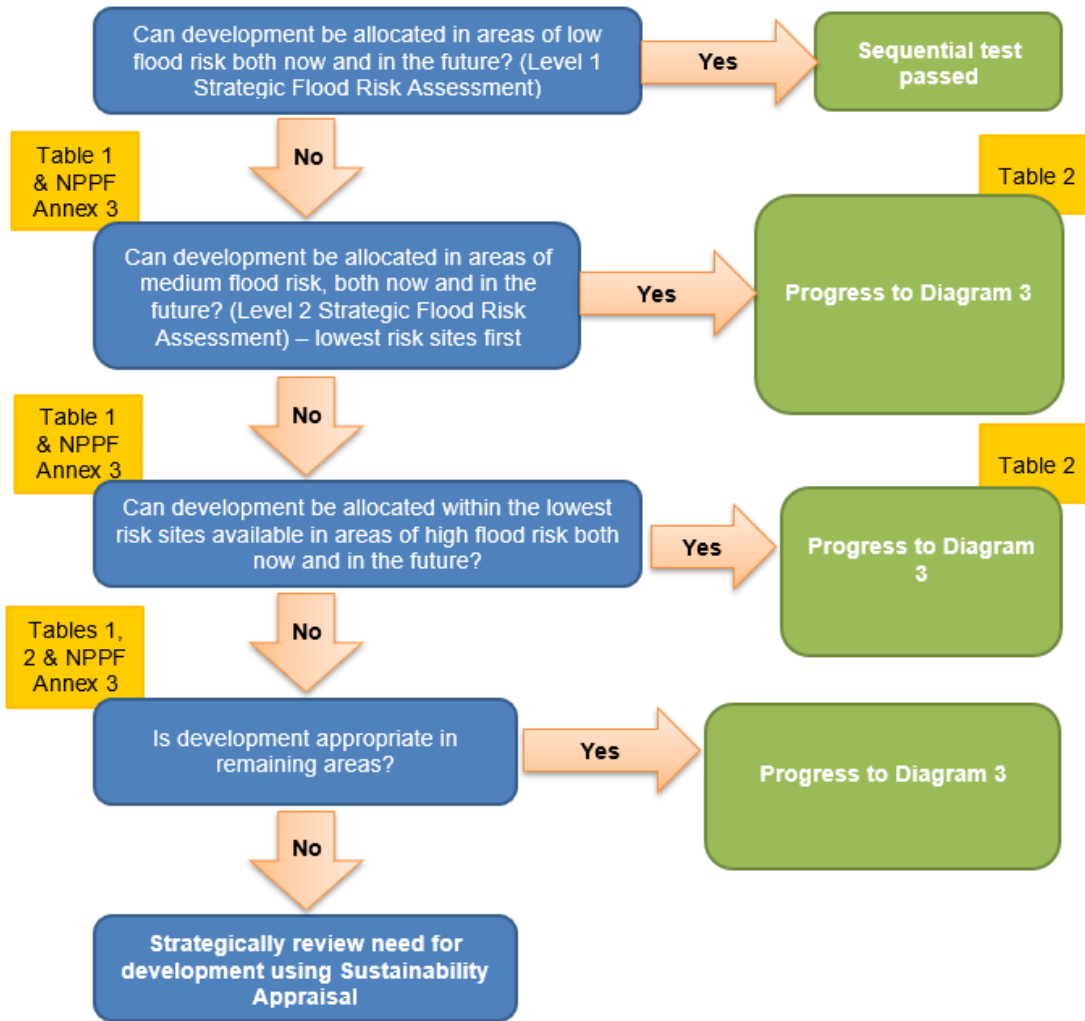 Can development be allocated in areas of low
flood risk both now and in the future? (Level 1
Strategic Flood Risk Assessment)
Yes
Sequential test
passed
No
Table 1
& NPPF
Annex 3
Table 2
Can development be allocated in areas of
medium flood risk, both now and in the
future? (Level 2 Strategic Flood Risk
Assessment) – lowest risk sites first
Yes
Progress to Diagram 3
No
Table 1
& NPPF
Annex 3
Table 2
Can development be allocated within the lowest
risk sites available in areas of high flood risk both
now and in the future?
Yes
Progress to Diagram
3
No
Tables 1,
2 & NPPF
Annex 3
Is development appropriate in
remaining areas?
Yes
Progress to Diagram 3
No
Strategically review need for
development using Sustainability
Appraisal